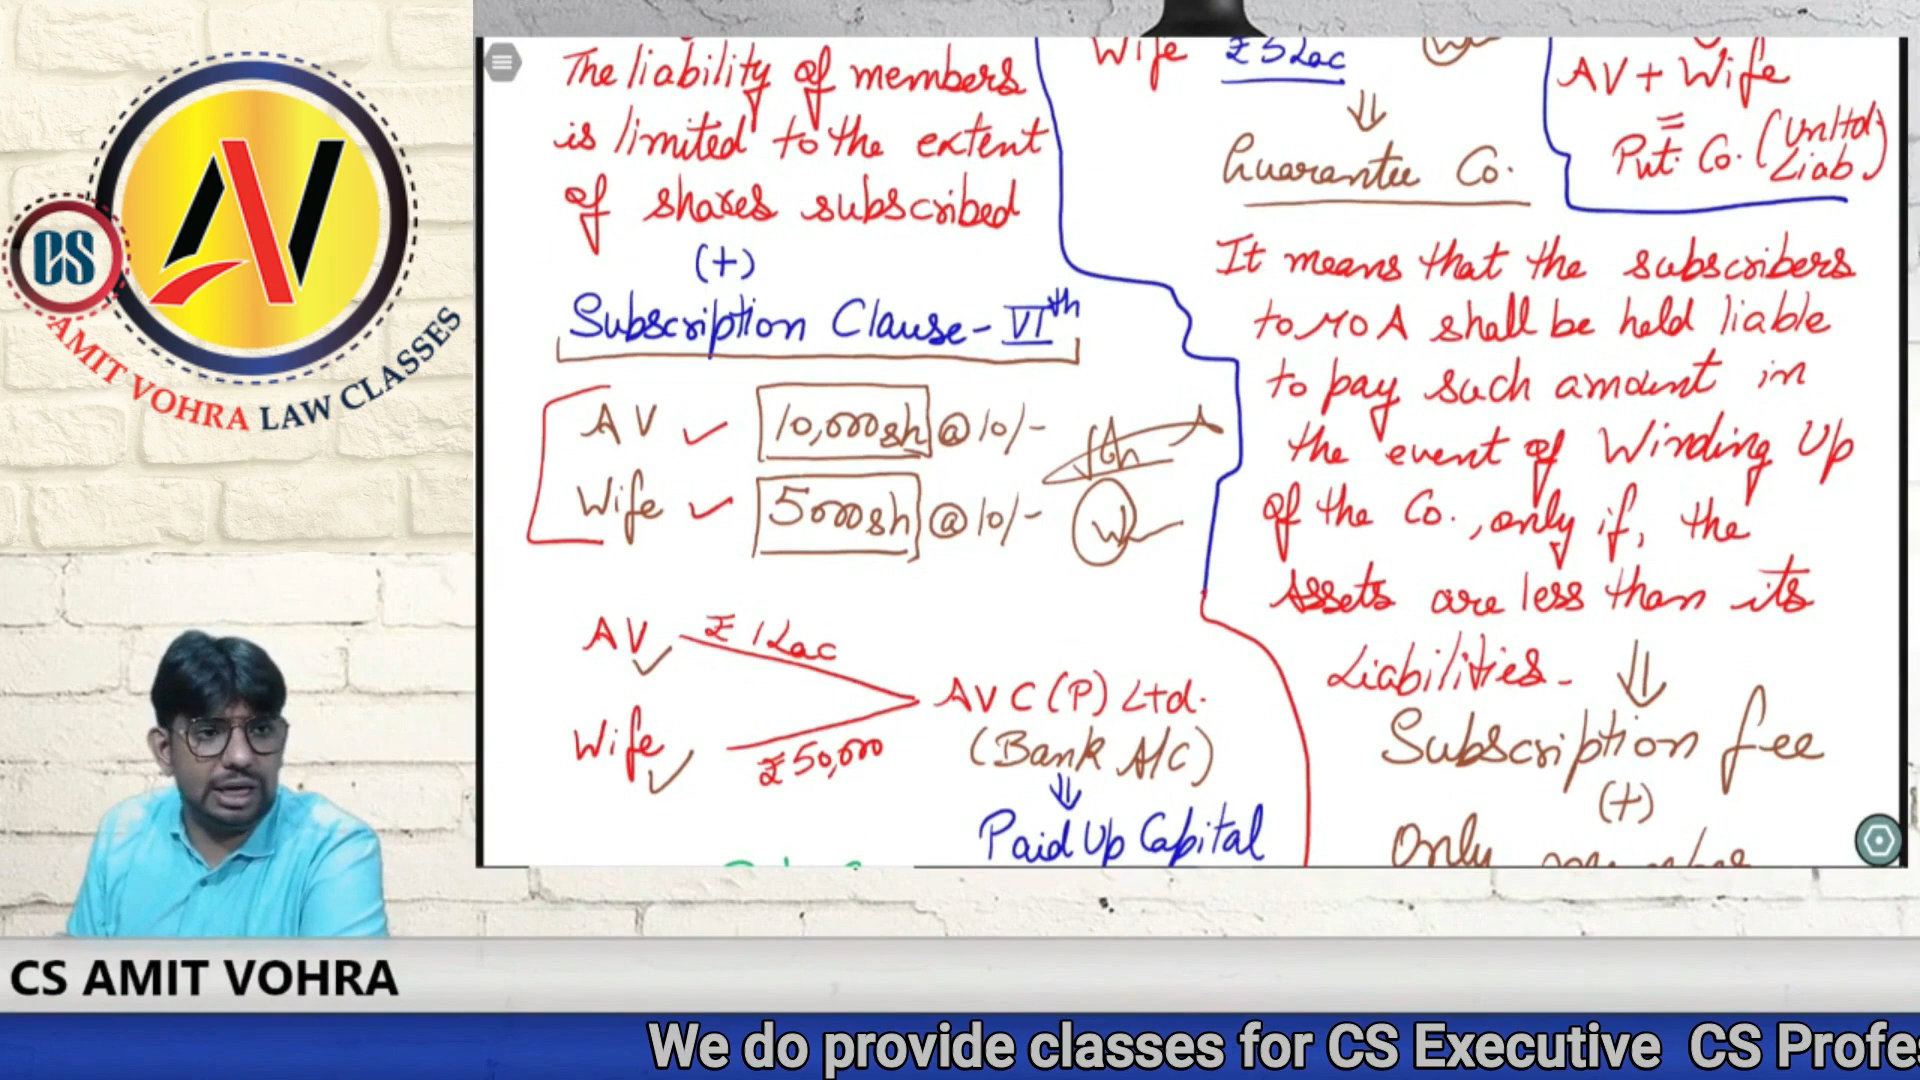 AV
CS
AMIT VOHRA LAW CLASSES
The liability of members
is limited to the extent
of shares subscribed
(+)
Subscription Clause - VIth
AV ✓ 10,000sh @ 10/-
Wife ✓ 5000sh @ 10/- W
AV ✓ ₹ 1 Lac
Wife ✓ ₹ 50,000
AVC (P) Ltd.
(Bank A/C)
⇓
Paid Up Capital
Wife ₹ 5 Lac
⇓
Guarantee Co.
AV + Wife
=
Pvt. Co. (Unltd. Liab)
It means that the subscribers
to MOA shall be held liable
to pay such amount in
the event of Winding Up
of the Co., only if, the
Assets are less than its
Liabilities -
⇓
Subscription fee
(+)
Only
CS AMIT VOHRA
We do provide classes for CS Executive CS Profes